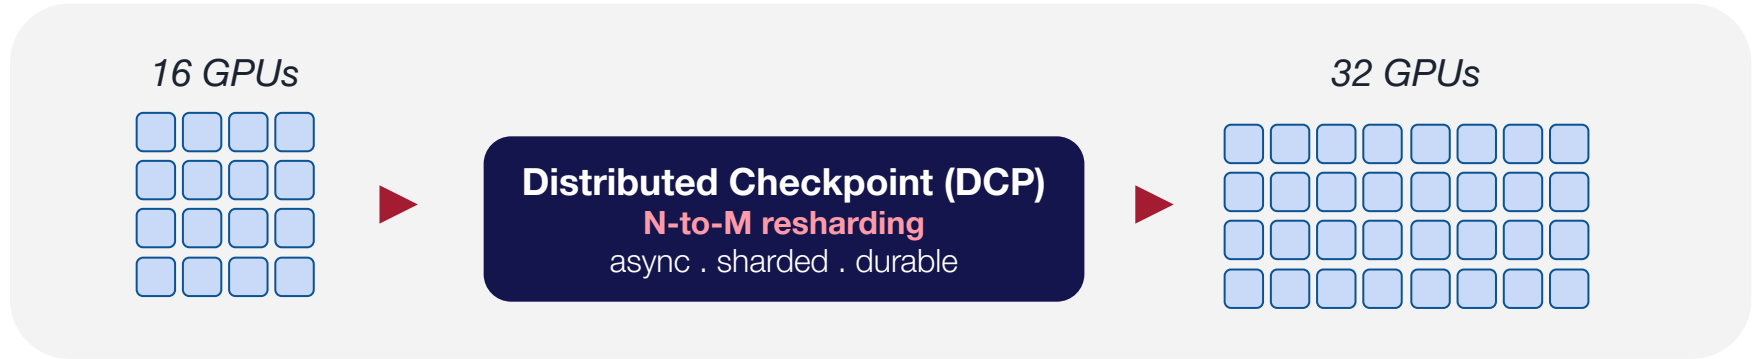 16 GPUs
32 GPUs
Distributed Checkpoint (DCP)
N-to-M resharding
async . sharded . durable